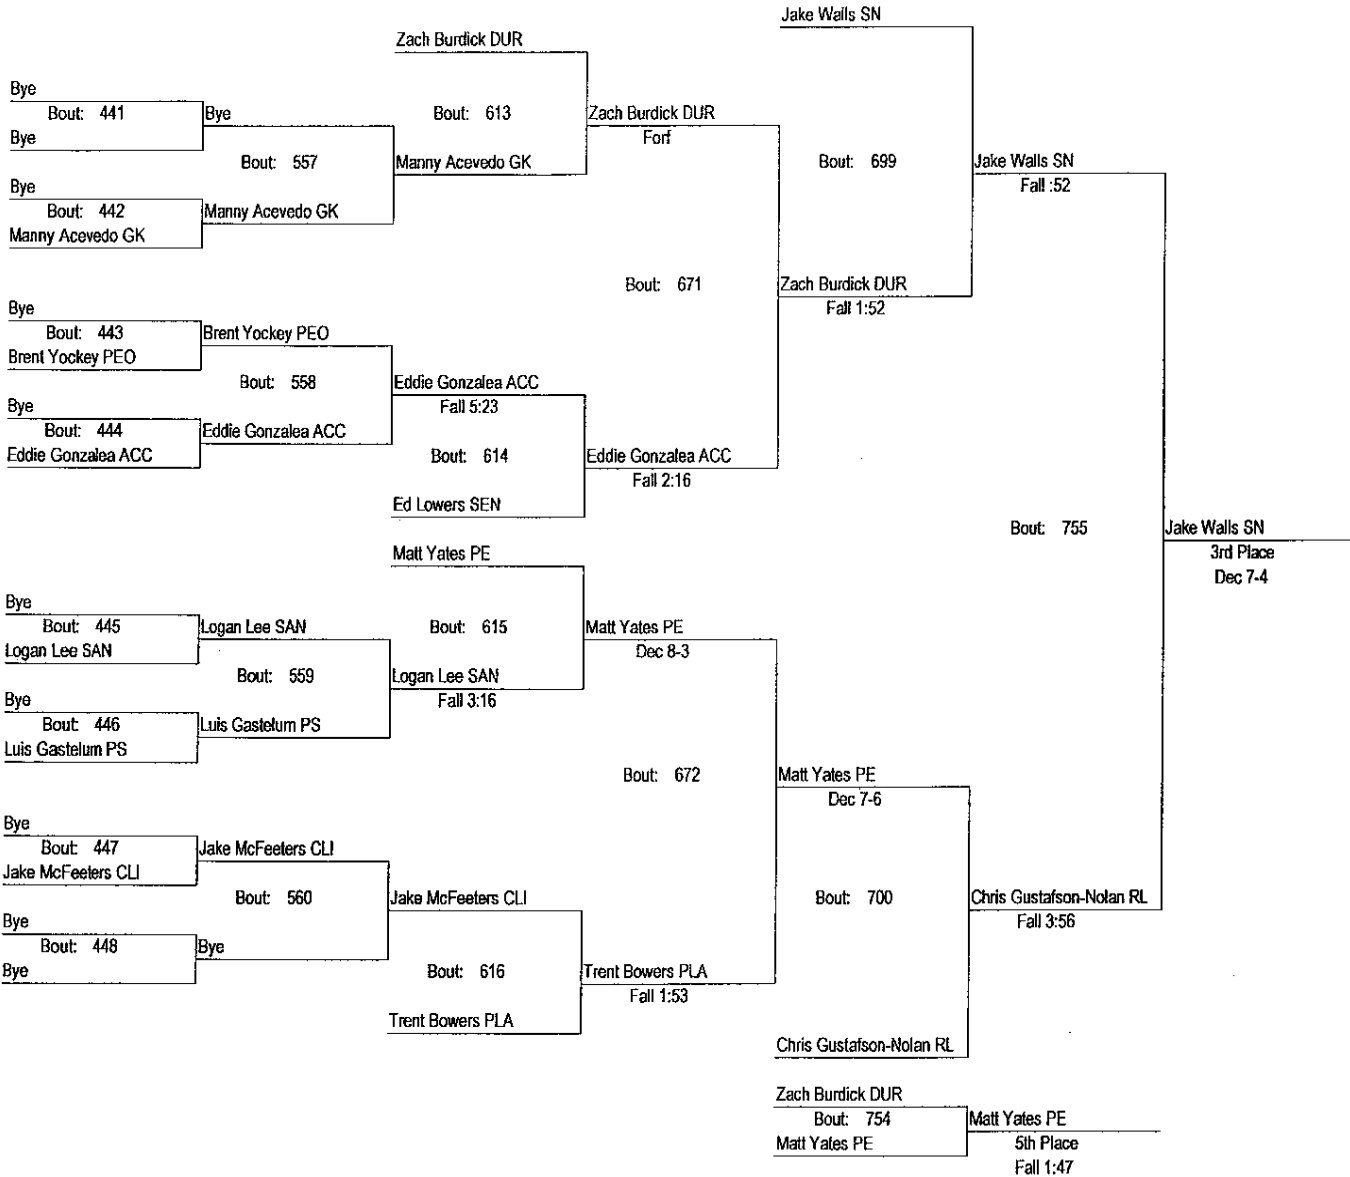 Jake Walls SN
Zach Burdick DUR
Bye
Bout: 441
Bye
Bye
Bout: 613
Zach Burdick DUR
Forf
Bout: 557
Manny Acevedo GK
Bout: 699
Jake Walls SN
Fall :52
Bye
Bout: 442
Manny Acevedo GK
Manny Acevedo GK
Bout: 671
Zach Burdick DUR
Fall 1:52
Bye
Bout: 443
Brent Yockey PEO
Brent Yockey PEO
Bout: 558
Eddie Gonzalea ACC
Fall 5:23
Bye
Bout: 444
Eddie Gonzalea ACC
Eddie Gonzalea ACC
Bout: 614
Eddie Gonzalea ACC
Fall 2:16
Ed Lowers SEN
Bout: 755
Jake Walls SN
3rd Place
Dec 7-4
Matt Yates PE
Bye
Bout: 445
Logan Lee SAN
Logan Lee SAN
Bout: 615
Matt Yates PE
Dec 8-3
Bout: 559
Logan Lee SAN
Fall 3:16
Bye
Bout: 446
Luis Gastelum PS
Luis Gastelum PS
Bout: 672
Matt Yates PE
Dec 7-6
Bye
Bout: 447
Jake McFeeters CLI
Jake McFeeters CLI
Bout: 560
Jake McFeeters CLI
Bout: 700
Chris Gustafson-Nolan RL
Fall 3:56
Bye
Bout: 448
Bye
Bye
Bout: 616
Trent Bowers PLA
Fall 1:53
Trent Bowers PLA
Chris Gustafson-Nolan RL
Zach Burdick DUR
Bout: 754
Matt Yates PE
Matt Yates PE
5th Place
Fall 1:47